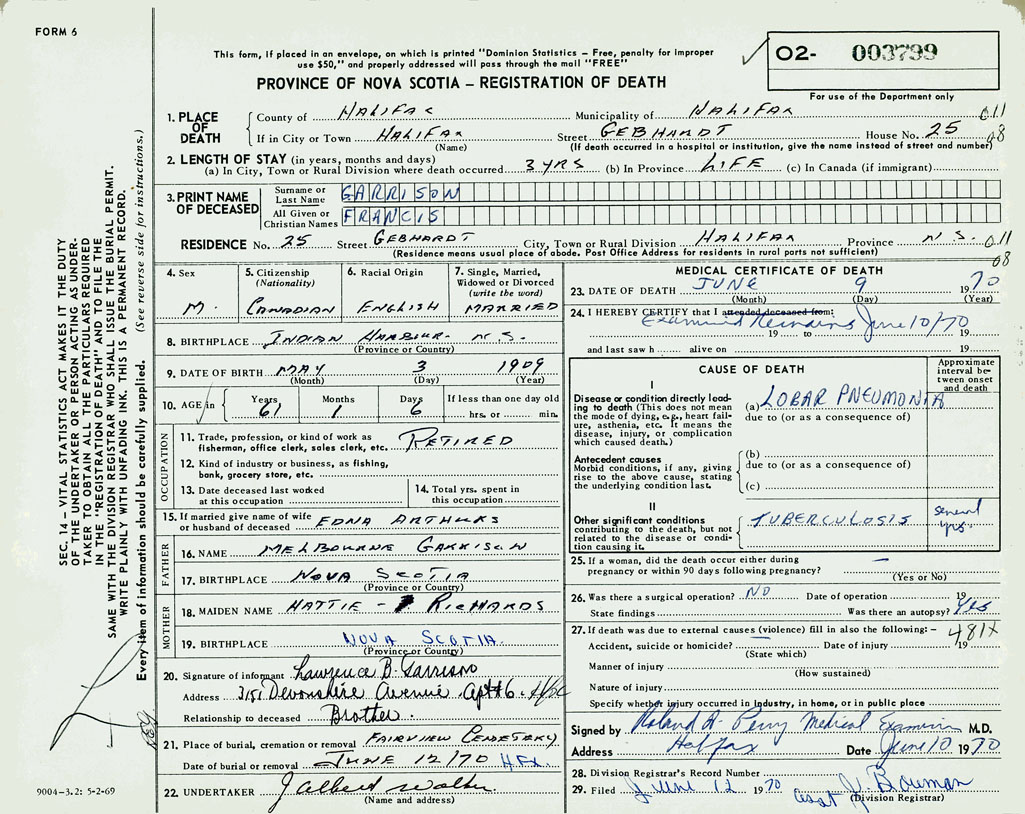 FORM 6
This form, if placed in an envelope, on which is printed "Dominion Statistics – Free, penalty for improper
use $50," and properly addressed will pass through the mail "FREE"
02- 003799
PROVINCE OF NOVA SCOTIA – REGISTRATION OF DEATH
For use of the Department only
1. PLACE OF DEATH
County of HALIFAX Municipality of HALIFAX 011
If in City or Town HALIFAX Street GEBHARDT House No. 25 08
(Name) (If death occurred in a hospital or institution, give the name instead of street and number)
2. LENGTH OF STAY (in years, months and days)
(a) In City, Town or Rural Division where death occurred 3 YRS (b) In Province LIFE (c) In Canada (if immigrant)
3. PRINT NAME OF DECEASED
Surname or Last Name GARRISON
All Given or Christian Names FRANCIS
RESIDENCE No. 25 Street GEBHARDT City, Town or Rural Division HALIFAX Province N.S. 011
(Residence means usual place of abode. Post Office Address for residents in rural ports not sufficient) 08
4. Sex
M.
5. Citizenship
(Nationality)
CANADIAN
6. Racial Origin
ENGLISH
7. Single, Married,
Widowed or Divorced
(write the word)
MARRIED
8. BIRTHPLACE INDIAN HARBOUR N.S.
(Province or Country)
9. DATE OF BIRTH MAY 3 1909
(Month) (Day) (Year)
10. AGE in Years 61 Months 1 Days 6 If less than one day old
hrs. or min.
OCCUPATION
11. Trade, profession, or kind of work as
fisherman, office clerk, sales clerk, etc. RETIRED
12. Kind of industry or business, as fishing,
bank, grocery store, etc.
13. Date deceased last worked
at this occupation
14. Total yrs. spent in
this occupation
15. If married give name of wife
or husband of deceased EDNA ARTHURS
FATHER
16. NAME MELBOURNE GARRISON
17. BIRTHPLACE NOVA SCOTIA
(Province or Country)
MOTHER
18. MAIDEN NAME HATTIE - RICHARDS
19. BIRTHPLACE NOVA SCOTIA
(Province or Country)
20. Signature of informant Lawrence B. Garrison
Address 3151 Devonshire Avenue Apt #6. Hfx
Relationship to deceased Brother.
21. Place of burial, cremation or removal FAIRVIEW CEMETERY
Date of burial or removal JUNE 12/70 HFX.
22. UNDERTAKER J Albert Walker
(Name and address)
MEDICAL CERTIFICATE OF DEATH
23. DATE OF DEATH JUNE 9 1970
(Month) (Day) (Year)
24. I HEREBY CERTIFY that I attended deceased from:
Examined Remains June 10/70
19 to 19
and last saw h alive on 19
CAUSE OF DEATH
Approximate interval between onset and death
I
Disease or condition directly leading to death (This does not
mean the mode of dying, e.g., heart failure, asthenia, etc. It means the
disease, injury, or complication
which caused death.)
(a) LOBAR PNEUMONIA
due to (or as a consequence of)
Antecedent causes
Morbid conditions, if any, giving
rise to the above cause, stating
the underlying condition last.
(b)
due to (or as a consequence of)
(c)
II
Other significant conditions
contributing to the death, but not
related to the disease or condition causing it.
TUBERCULOSIS several yrs.
25. If a woman, did the death occur either during
pregnancy or within 90 days following pregnancy? —
(Yes or No)
26. Was there a surgical operation? NO Date of operation 19
State findings Was there an autopsy? Yes
27. If death was due to external causes (violence) fill in also the following:– 481X
Accident, suicide or homicide? Date of injury 19
(State which)
Manner of injury
(How sustained)
Nature of injury
Specify whether injury occurred in industry, in home, or in public place
Signed by Roland A. Perry Medical Examiner M.D.
Address Halifax Date June 10 1970
28. Division Registrar's Record Number
29. Filed June 12 1970 asst J. Bowman
(Division Registrar)
SEC. 14 – VITAL STATISTICS ACT MAKES IT THE DUTY
OF THE UNDERTAKER OR PERSON ACTING AS UNDERTAKER TO OBTAIN ALL THE PARTICULARS REQUIRED
IN THE "REGISTRATION OF DEATH" AND TO FILE THE
SAME WITH THE DIVISION REGISTRAR WHO SHALL ISSUE THE BURIAL PERMIT.
WRITE PLAINLY WITH UNFADING INK. THIS IS A PERMANENT RECORD.
Every item of information should be carefully supplied. (See reverse side for instructions.)
9004–3.2: 5-2-69